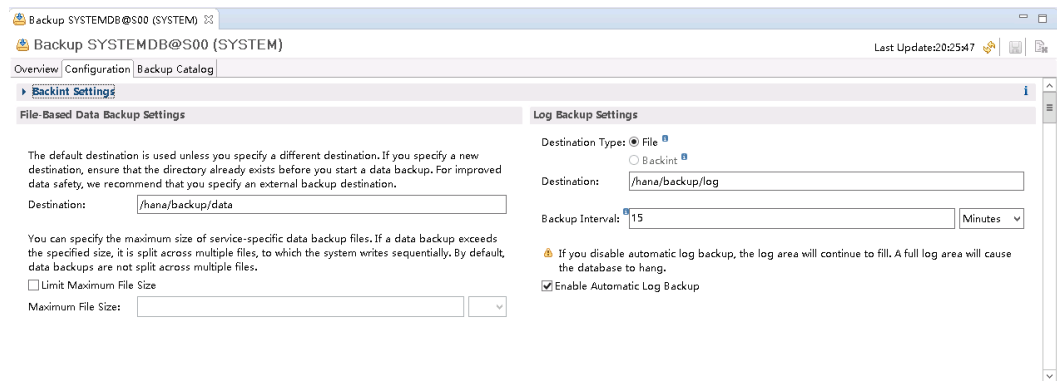 Backup SYSTEMDB@S00 (SYSTEM)
Backup SYSTEMDB@S00 (SYSTEM)
Last Update:20:25:47
Overview Configuration Backup Catalog
Backint Settings
File-Based Data Backup Settings
The default destination is used unless you specify a different destination. If you specify a new
destination, ensure that the directory already exists before you start a data backup. For improved
data safety, we recommend that you specify an external backup destination.
Destination: /hana/backup/data
You can specify the maximum size of service-specific data backup files. If a data backup exceeds
the specified size, it is split across multiple files, to which the system writes sequentially. By default,
data backups are not split across multiple files.
Limit Maximum File Size
Maximum File Size:
Log Backup Settings
Destination Type: File
Backint
Destination: /hana/backup/log
Backup Interval: 15 Minutes
If you disable automatic log backup, the log area will continue to fill. A full log area will cause
the database to hang.
Enable Automatic Log Backup